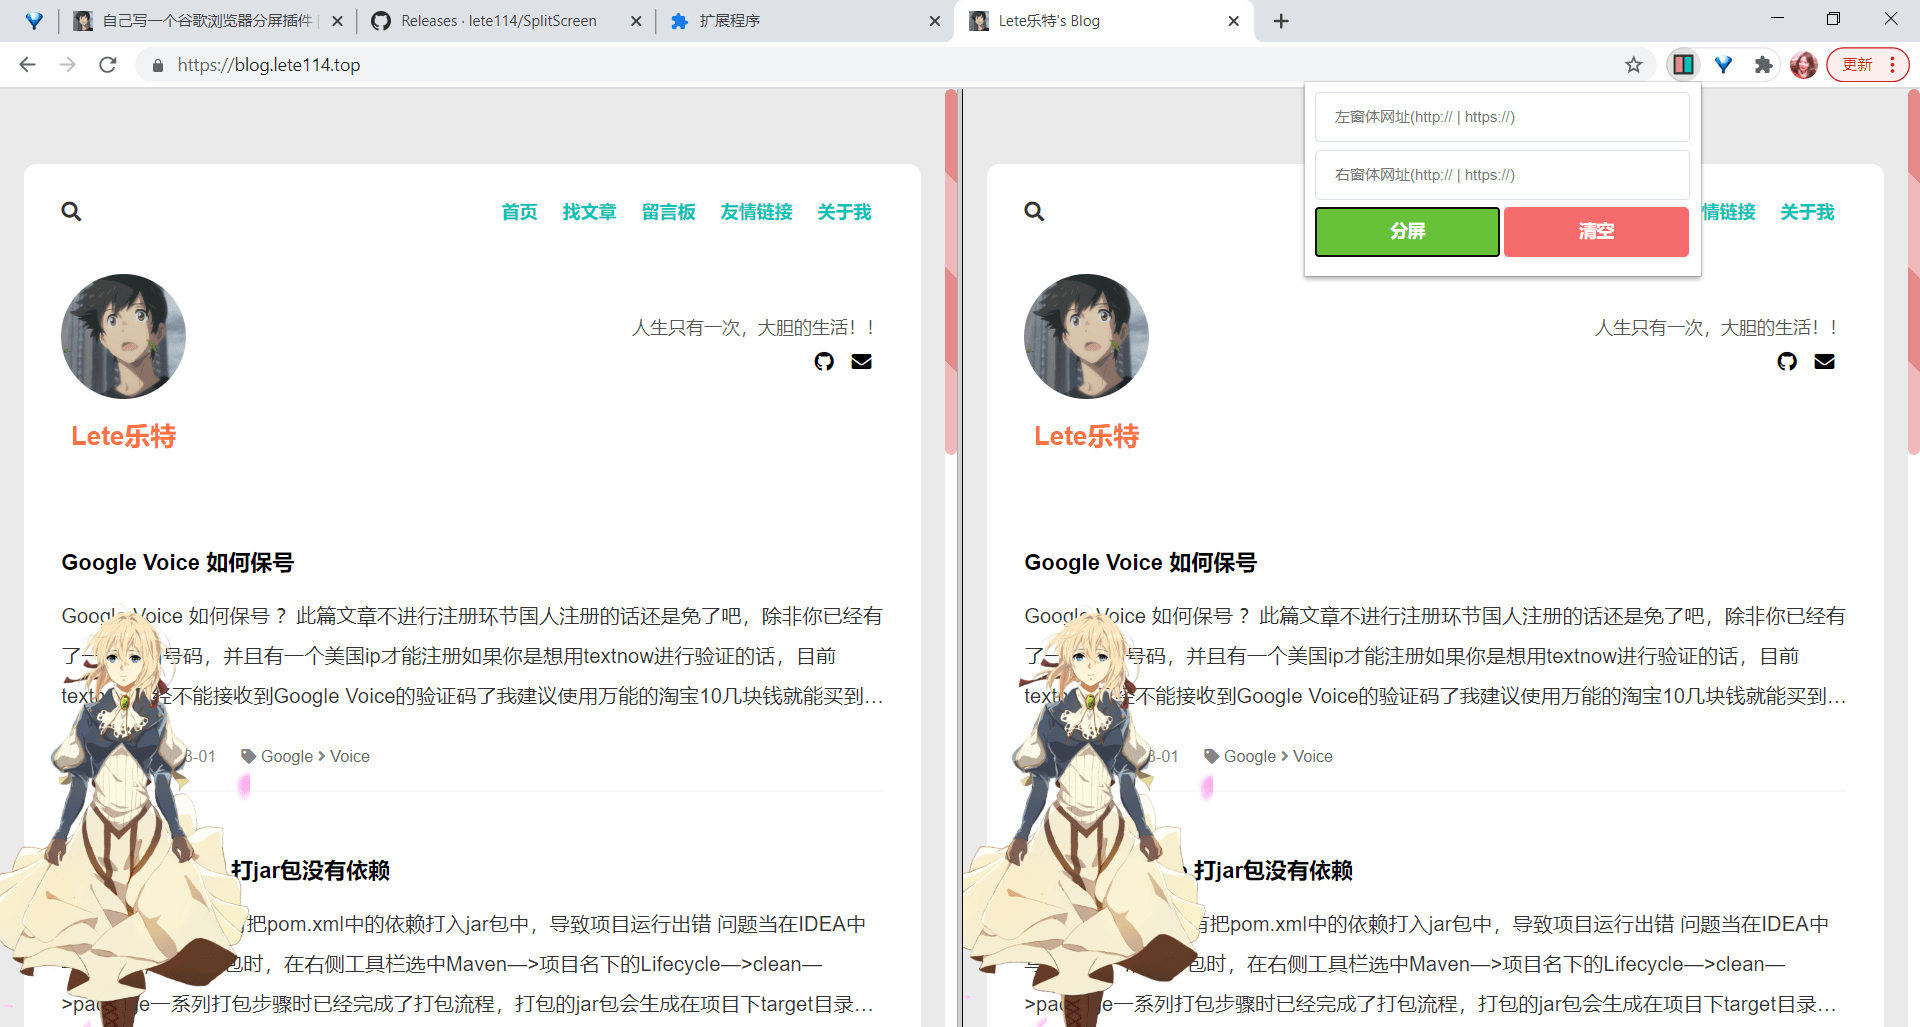 自己写一个谷歌浏览器分屏插件
Releases · lete114/SplitScreen
扩展程序
Lete乐特's Blog
https://blog.lete114.top
更新
左窗体网址(http:// | https://)
右窗体网址(http:// | https://)
分屏
清空
首页 找文章 留言板 友情链接 关于我
人生只有一次，大胆的生活！！
Lete乐特
Google Voice 如何保号
Google Voice 如何保号？此篇文章不进行注册环节国人注册的话还是免了吧，除非你已经有
了一 号码，并且有一个美国ip才能注册如果你是想用textnow进行验证的话，目前
textn 经不能接收到Google Voice的验证码了我建议使用万能的淘宝10几块钱就能买到…
3-01 Google Voice
打jar包没有依赖
把pom.xml中的依赖打入jar包中，导致项目运行出错 问题当在IDEA中
包时，在右侧工具栏选中Maven—>项目名下的Lifecycle—>clean—
>pac ge一系列打包步骤时已经完成了打包流程，打包的jar包会生成在项目下target目录…
情链接 关于我
人生只有一次，大胆的生活！！
Lete乐特
Google Voice 如何保号
Google Voice 如何保号？此篇文章不进行注册环节国人注册的话还是免了吧，除非你已经有
了一 号码，并且有一个美国ip才能注册如果你是想用textnow进行验证的话，目前
textn 经不能接收到Google Voice的验证码了我建议使用万能的淘宝10几块钱就能买到…
3-01 Google Voice
打jar包没有依赖
有把pom.xml中的依赖打入jar包中，导致项目运行出错 问题当在IDEA中
包时，在右侧工具栏选中Maven—>项目名下的Lifecycle—>clean—
>pac ge一系列打包步骤时已经完成了打包流程，打包的jar包会生成在项目下target目录…